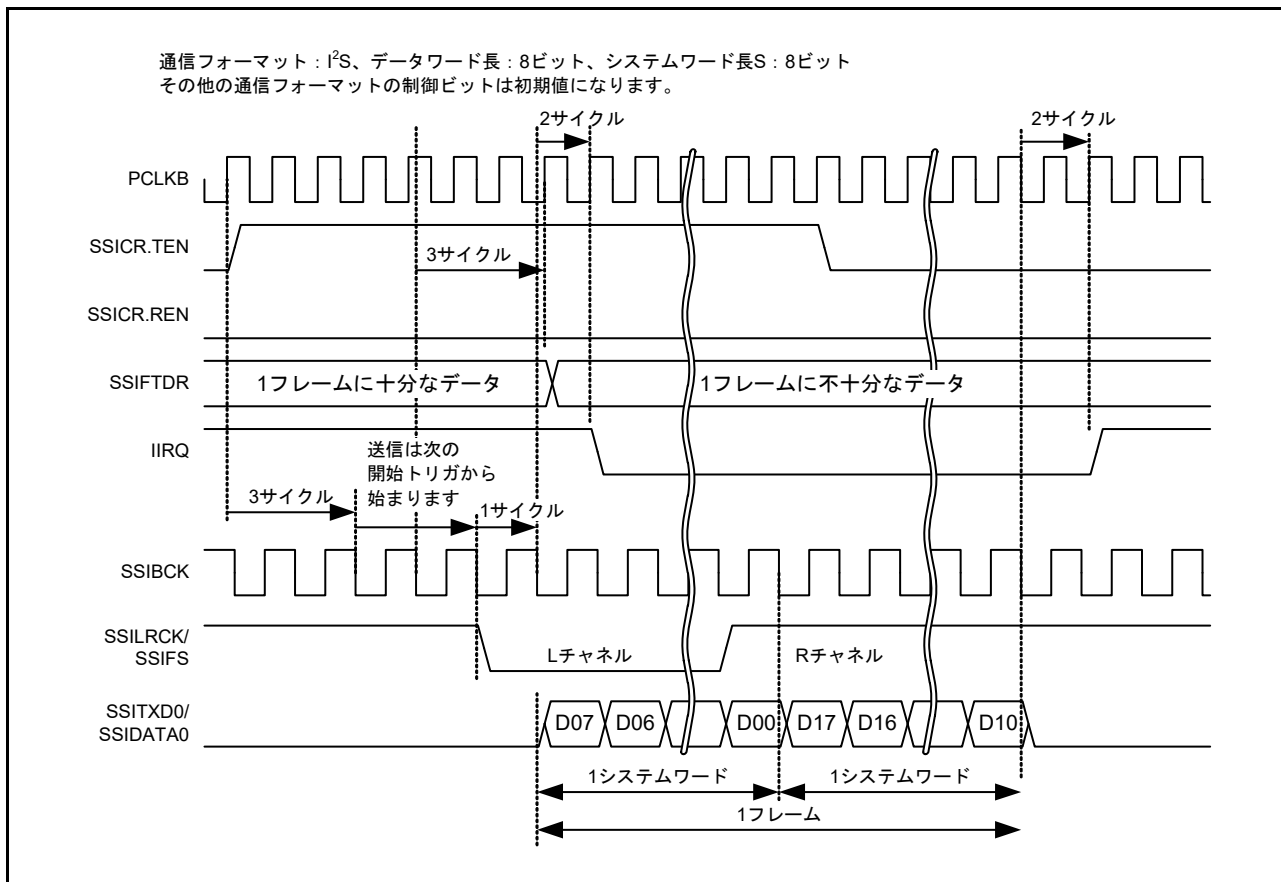 通信フォーマット：I²S、データワード長：8ビット、システムワード長S：8ビット
その他の通信フォーマットの制御ビットは初期値になります。
2サイクル
2サイクル
PCLKB
SSICR.TEN
3サイクル
SSICR.REN
SSIFTDR
1フレームに十分なデータ
1フレームに不十分なデータ
IIRQ
送信は次の
開始トリガから
始まります
3サイクル
1サイクル
SSIBCK
SSILRCK/
SSIFS
Lチャネル
Rチャネル
SSITXD0/
SSIDATA0
D07
D06
D00
D17
D16
D10
1システムワード
1システムワード
1フレーム